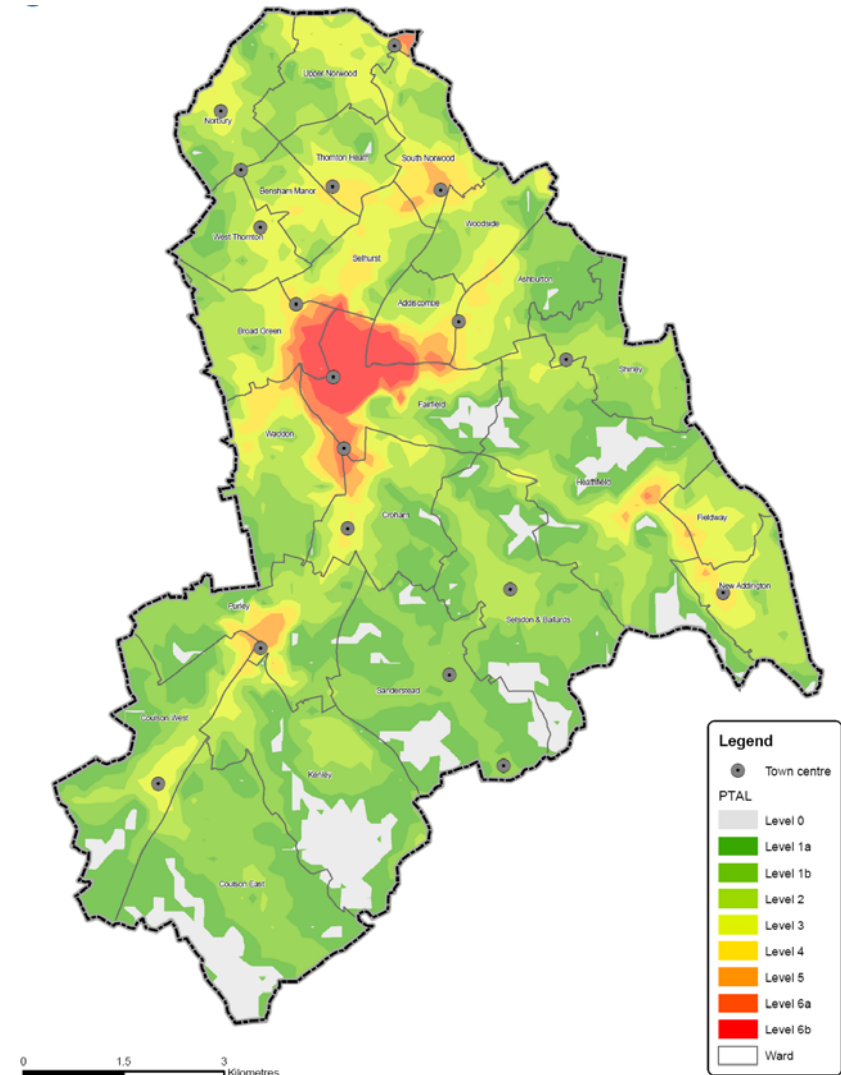 Upper Norwood
Norbury
Thornton Heath
South Norwood
Bensham Manor
Woodside
West Thornton
Selhurst
Ashburton
Addiscombe
Broad Green
Shirley
Fairfield
Waddon
Heathfield
Croham
Fieldway
New Addington
Purley
Selsdon & Ballards
Sanderstead
Coulson West
Kenley
Coulson East
Legend
Town centre
PTAL
Level 0
Level 1a
Level 1b
Level 2
Level 3
Level 4
Level 5
Level 6a
Level 6b
Ward
0 1.5 3
Kilometres